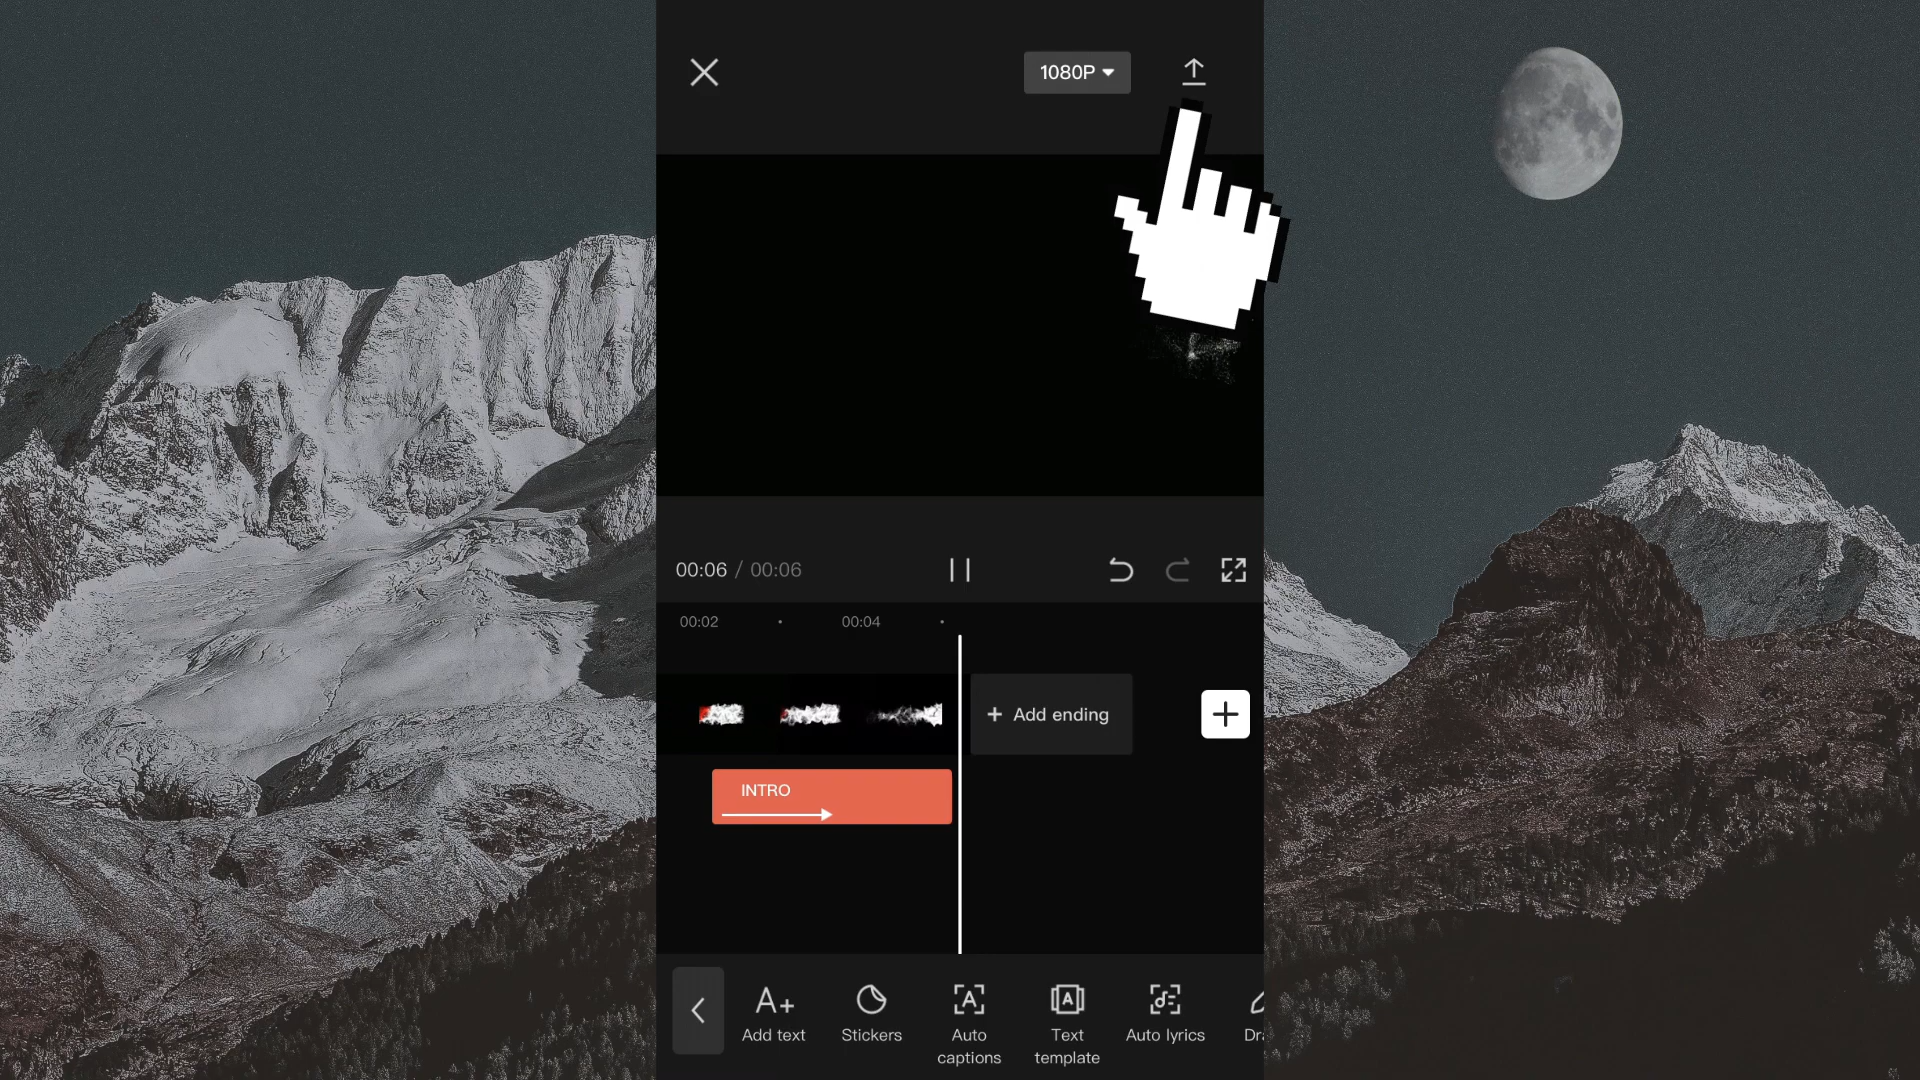 1080P
00:06 / 00:06
00:02
00:04
+ Add ending
INTRO
Add text
Stickers
Auto captions
Text template
Auto lyrics